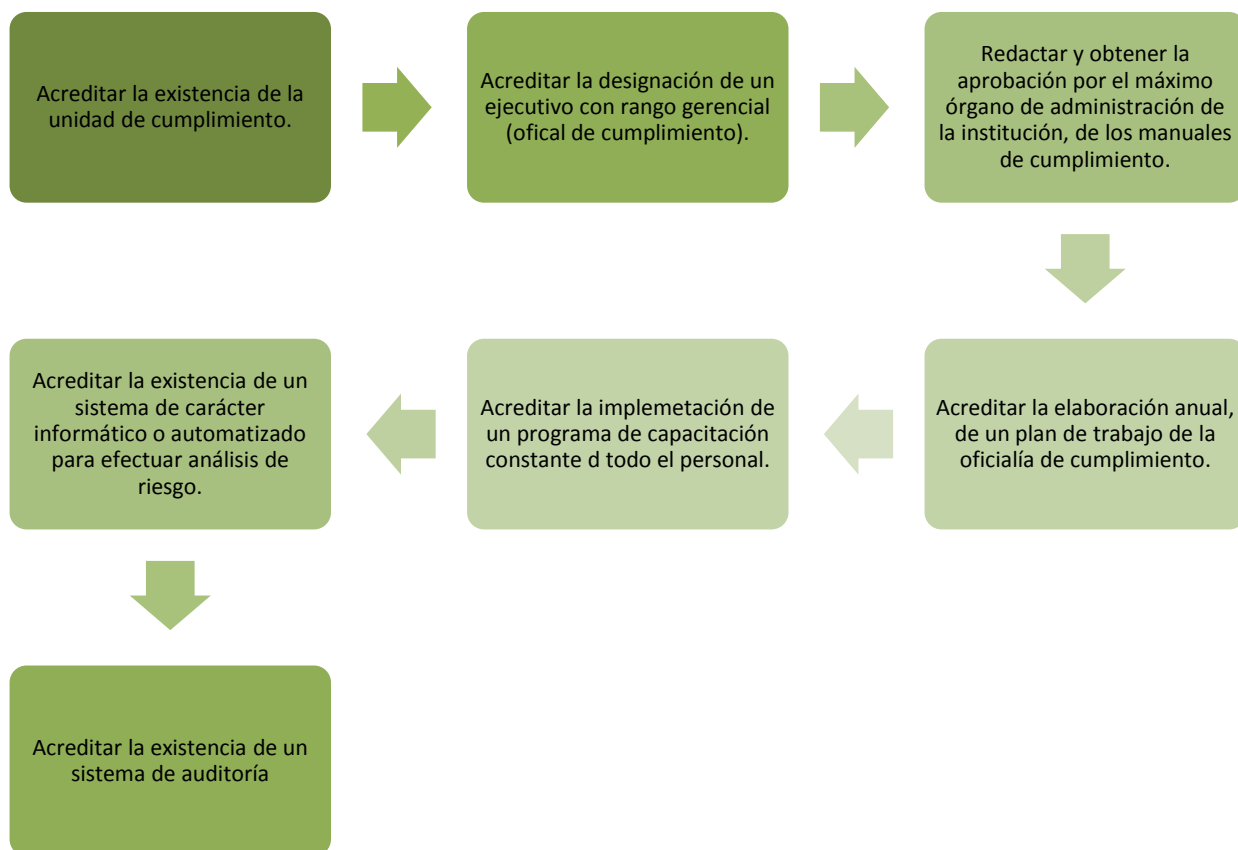 Acreditar la existencia de la
unidad de cumplimiento.
Acreditar la designación de un
ejecutivo con rango gerencial
(ofical de cumplimiento).
Redactar y obtener la
aprobación por el máximo
órgano de administración de
la institución, de los manuales
de cumplimiento.
Acreditar la elaboración anual,
de un plan de trabajo de la
oficialía de cumplimiento.
Acreditar la implemetación de
un programa de capacitación
constante d todo el personal.
Acreditar la existencia de un
sistema de carácter
informático o automatizado
para efectuar análisis de
riesgo.
Acreditar la existencia de un
sistema de auditoría